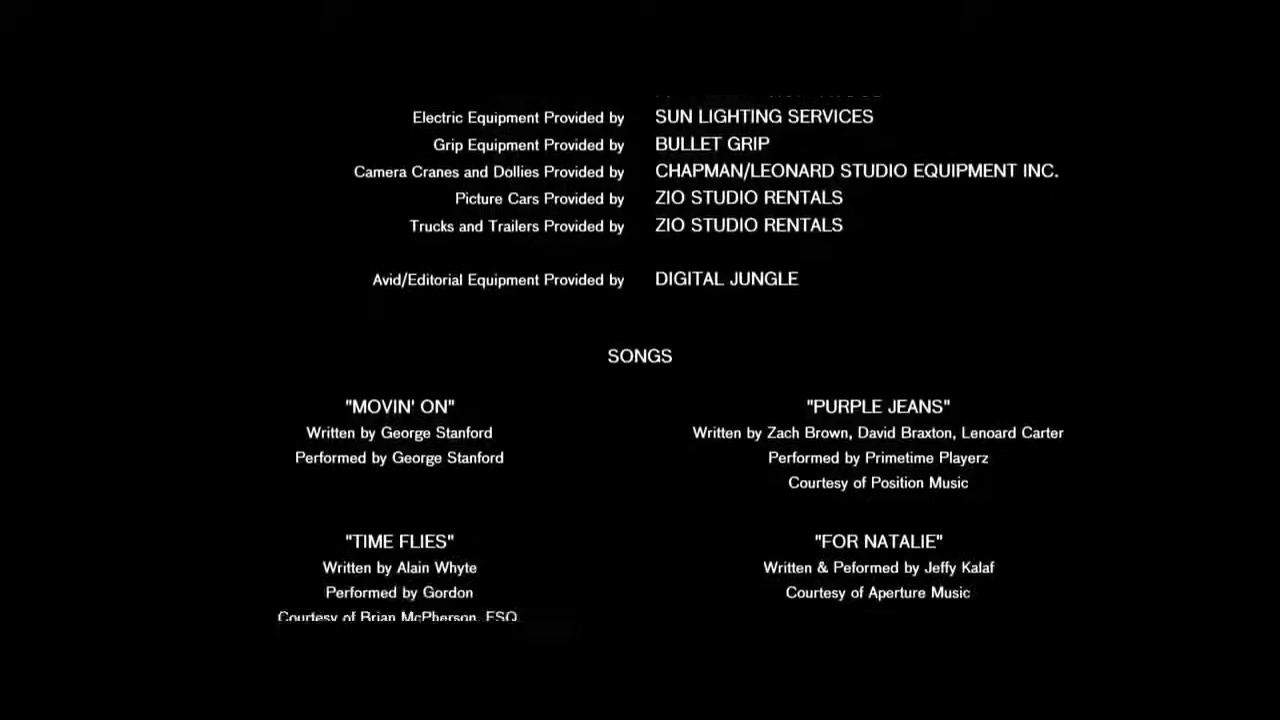 Electric Equipment Provided by SUN LIGHTING SERVICES
Grip Equipment Provided by BULLET GRIP
Camera Cranes and Dollies Provided by CHAPMAN/LEONARD STUDIO EQUIPMENT INC.
Picture Cars Provided by ZIO STUDIO RENTALS
Trucks and Trailers Provided by ZIO STUDIO RENTALS
Avid/Editorial Equipment Provided by DIGITAL JUNGLE
SONGS
"MOVIN' ON"
Written by George Stanford
Performed by George Stanford
"PURPLE JEANS"
Written by Zach Brown, David Braxton, Lenoard Carter
Performed by Primetime Playerz
Courtesy of Position Music
"TIME FLIES"
Written by Alain Whyte
Performed by Gordon
Courtesy of Brian McPherson, ESQ
"FOR NATALIE"
Written & Peformed by Jeffy Kalaf
Courtesy of Aperture Music